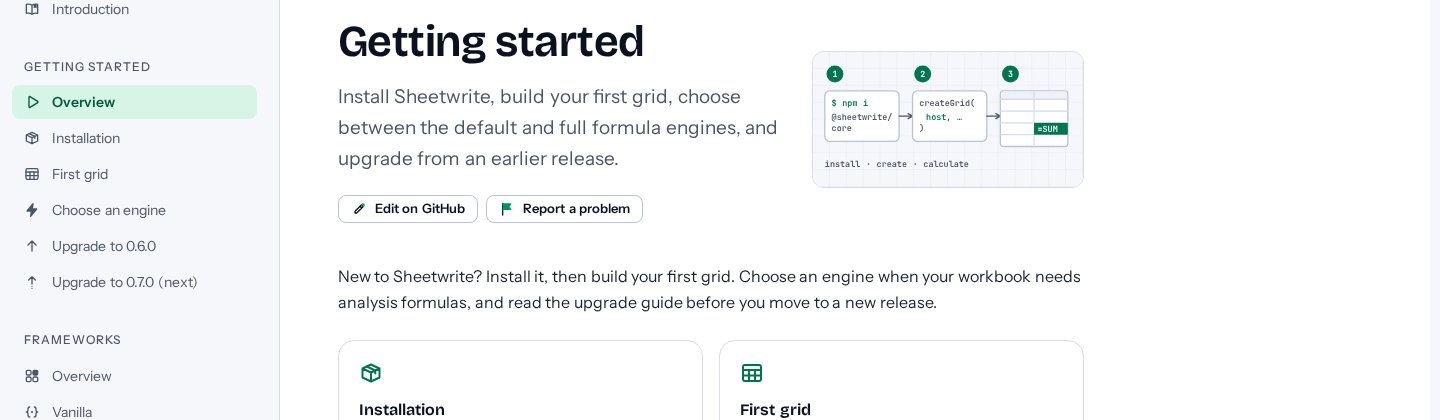 Introduction
GETTING STARTED
Overview
Installation
First grid
Choose an engine
Upgrade to 0.6.0
Upgrade to 0.7.0 (next)
FRAMEWORKS
Overview
Vanilla
Getting started
Install Sheetwrite, build your first grid, choose
between the default and full formula engines, and
upgrade from an earlier release.
Edit on GitHub
Report a problem
1
2
3
$ npm i
@sheetwrite/
core
createGrid(
host, …
)
=SUM
install · create · calculate
New to Sheetwrite? Install it, then build your first grid. Choose an engine when your workbook needs
analysis formulas, and read the upgrade guide before you move to a new release.
Installation
First grid